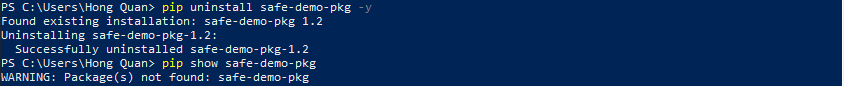 PS C:\Users\Hong Quan> pip uninstall safe-demo-pkg -y
Found existing installation: safe-demo-pkg 1.2
Uninstalling safe-demo-pkg-1.2:
  Successfully uninstalled safe-demo-pkg-1.2
PS C:\Users\Hong Quan> pip show safe-demo-pkg
WARNING: Package(s) not found: safe-demo-pkg